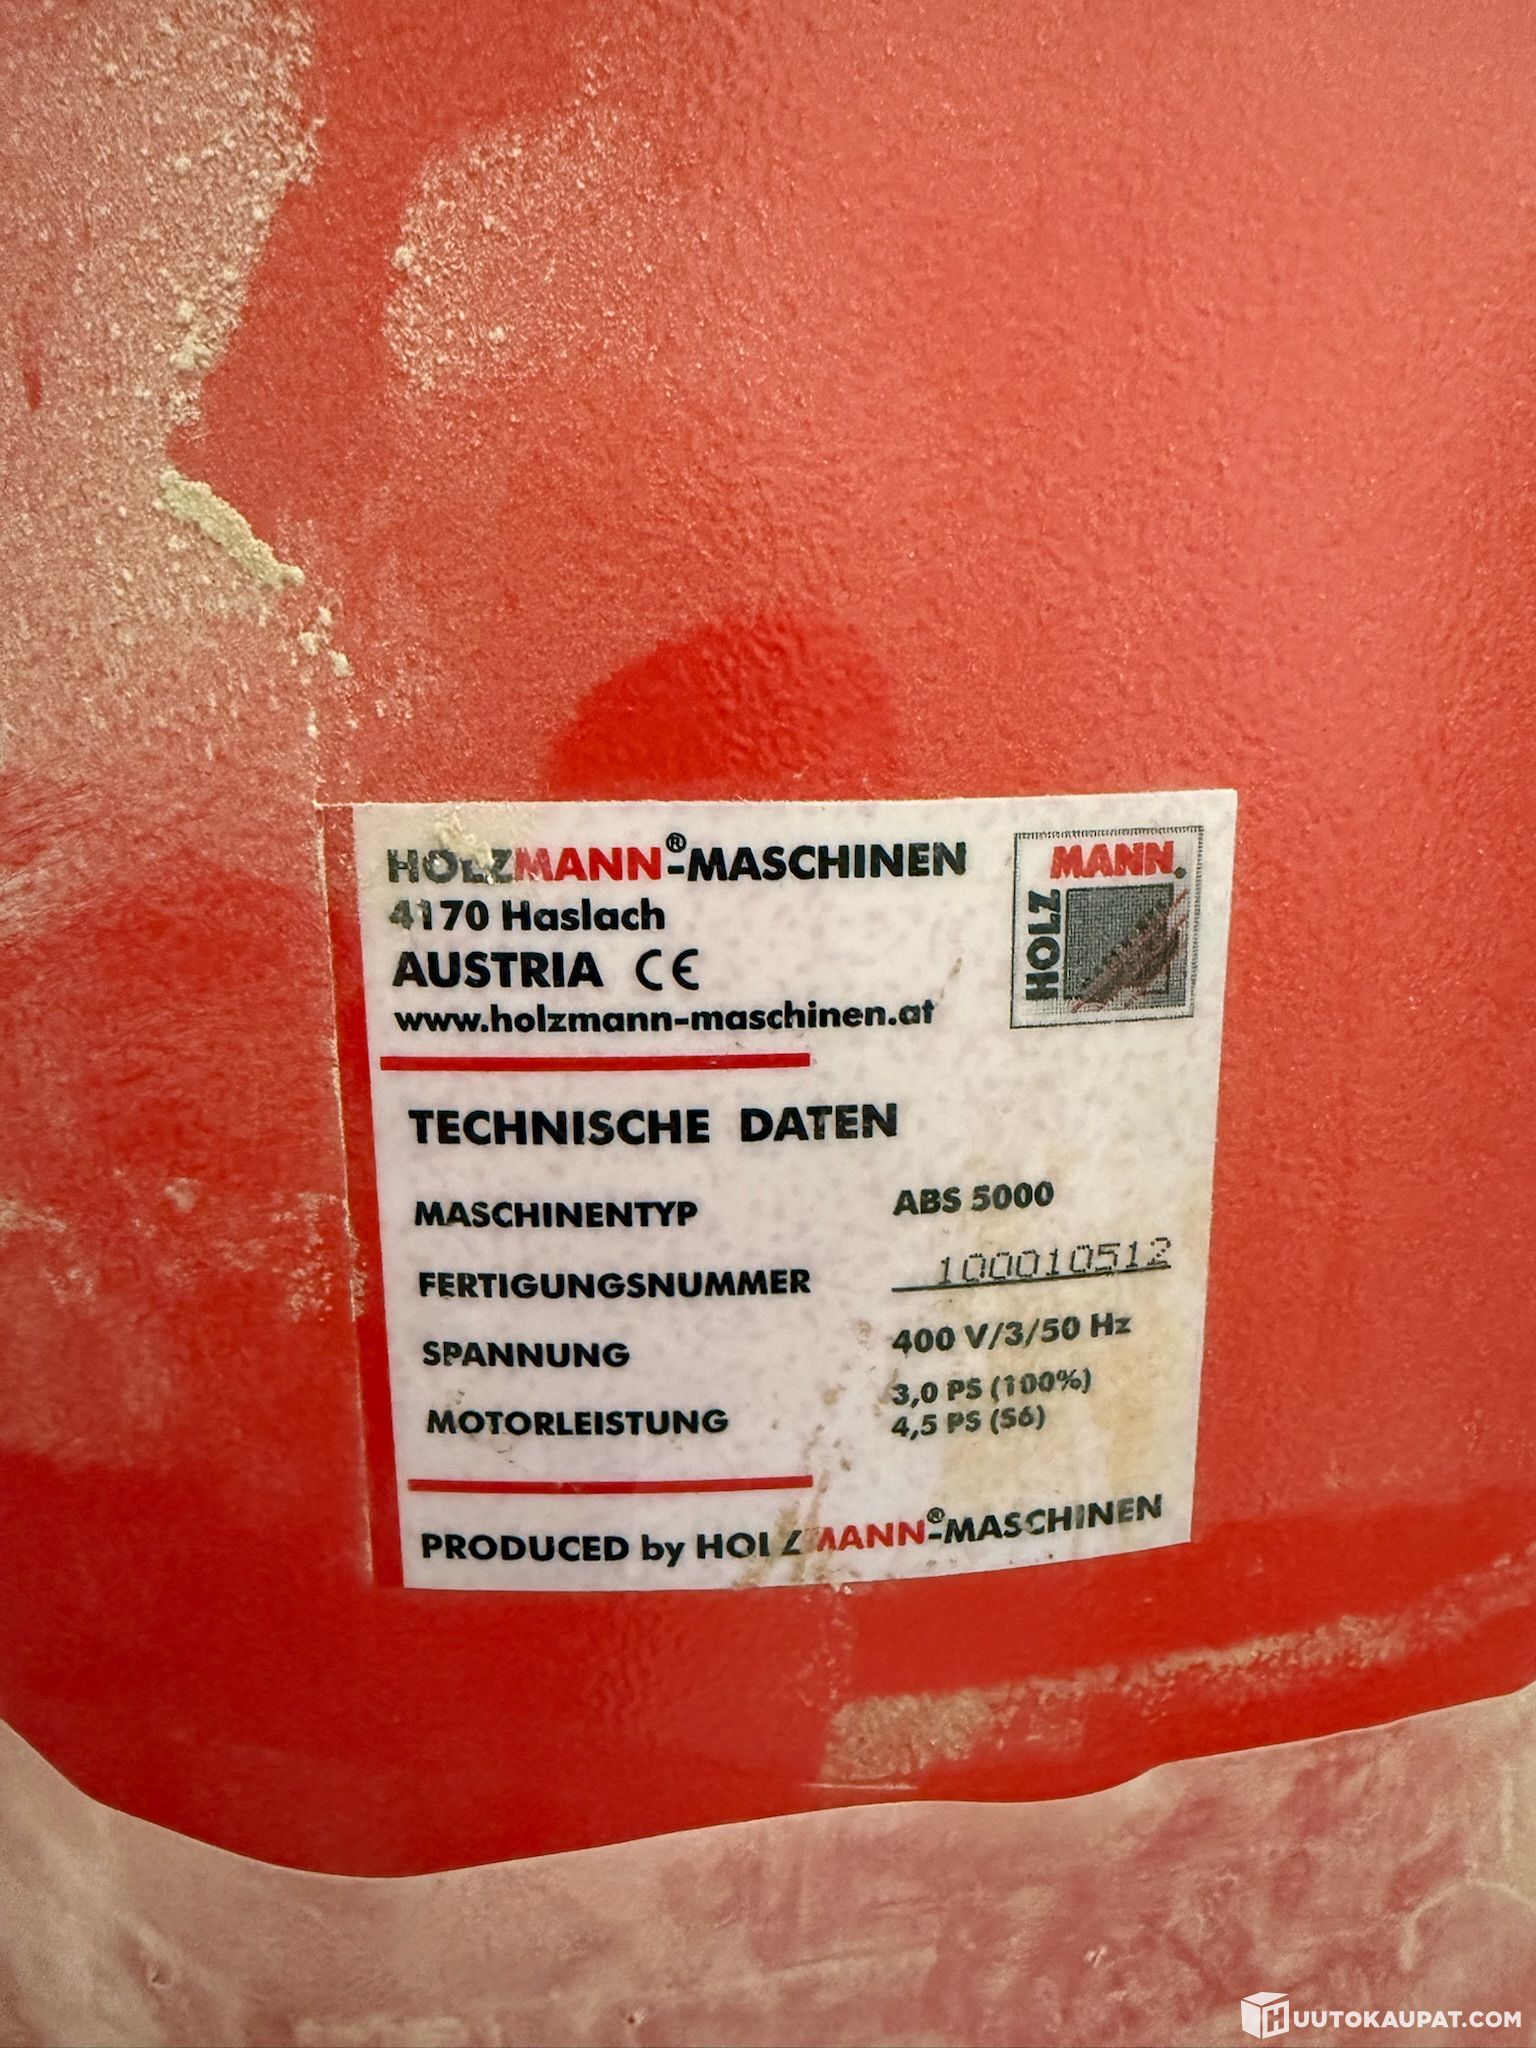 HOLZMANN®-MASCHINEN
4170 Haslach
AUSTRIA CE
www.holzmann-maschinen.at
HOLZ MANN.
TECHNISCHE DATEN
MASCHINENTYP ABS 5000
FERTIGUNGSNUMMER 100010512
SPANNUNG 400 V/3/50 Hz
MOTORLEISTUNG 3,0 PS (100%)
4,5 PS (S6)
PRODUCED by HOLZMANN®-MASCHINEN
HUUTOKAUPAT.COM